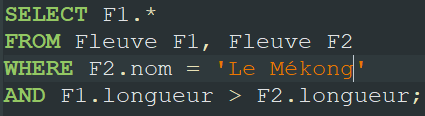 SELECT F1.*
FROM Fleuve F1, Fleuve F2
WHERE F2.nom = 'Le Mékong'
AND F1.longueur > F2.longueur;